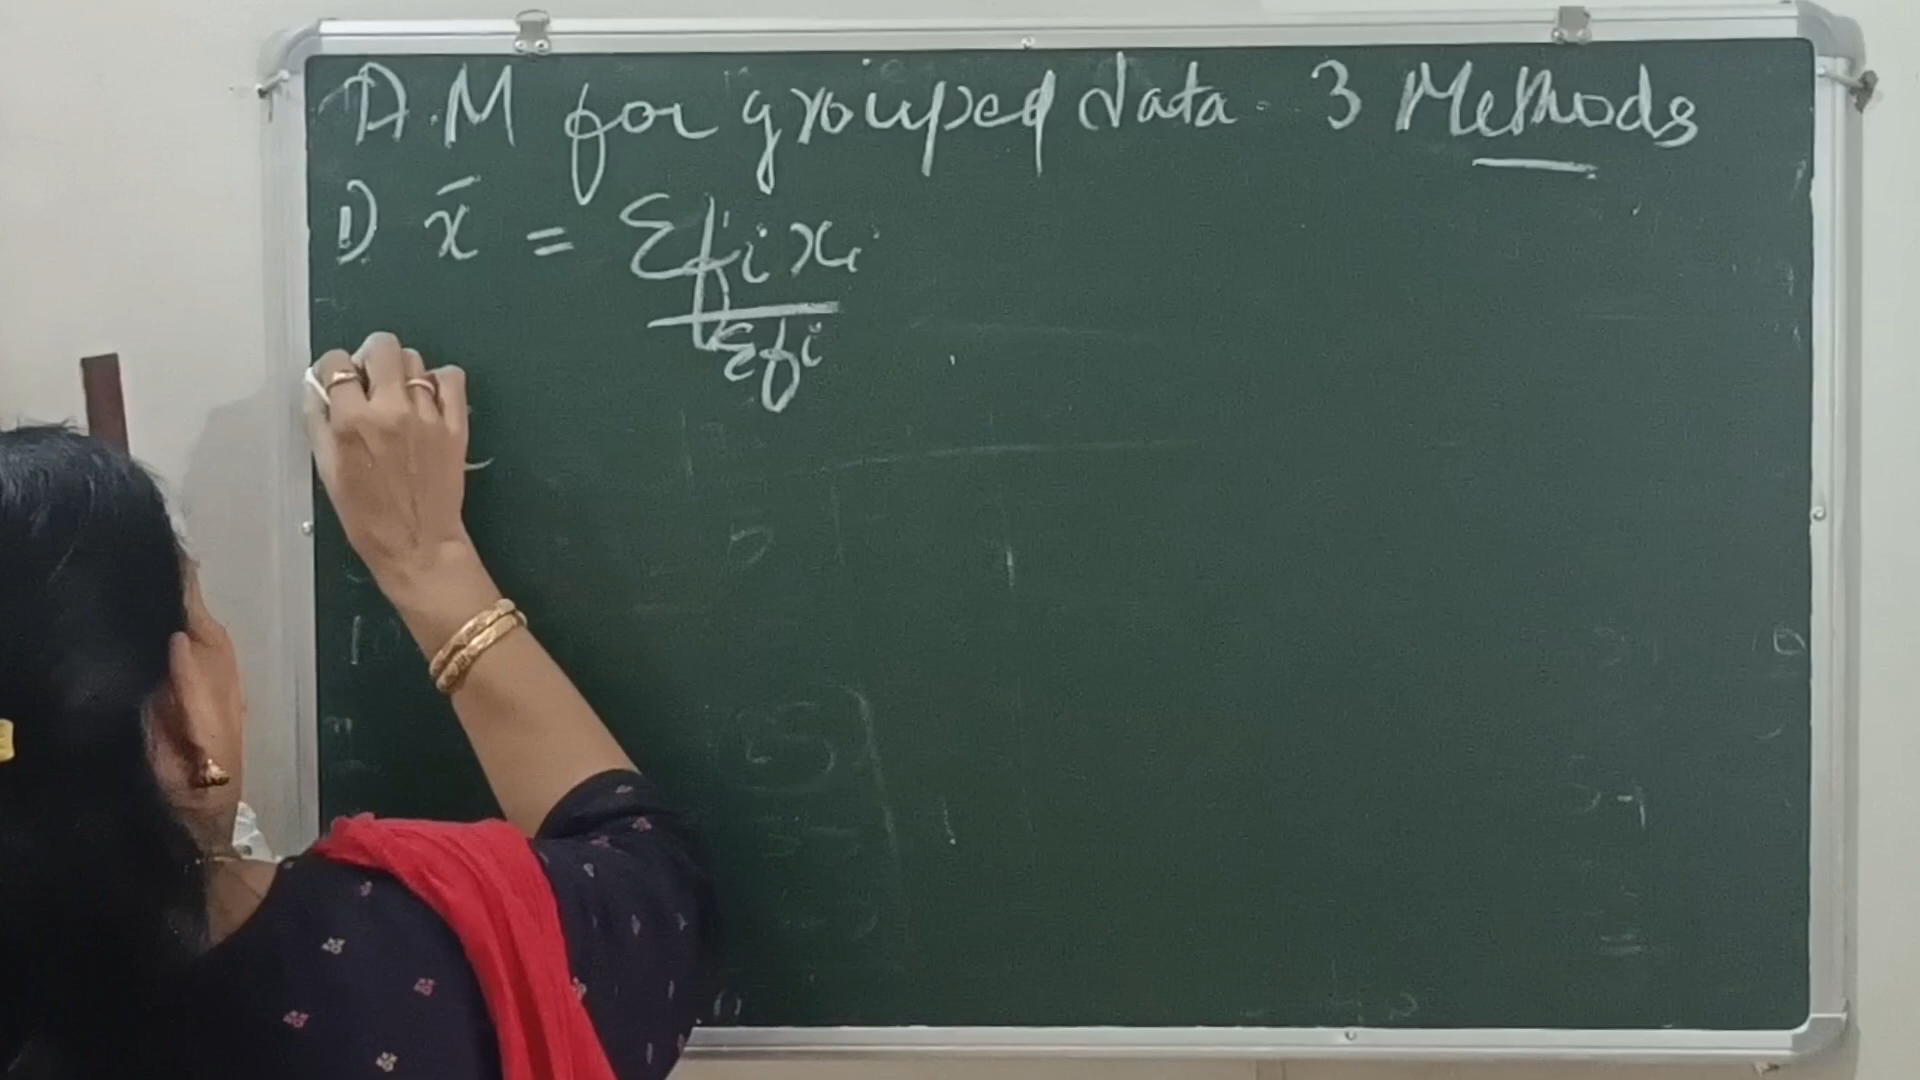 A.M for grouped data - 3 Methods
1) x̄ = Σfixi
Σfi